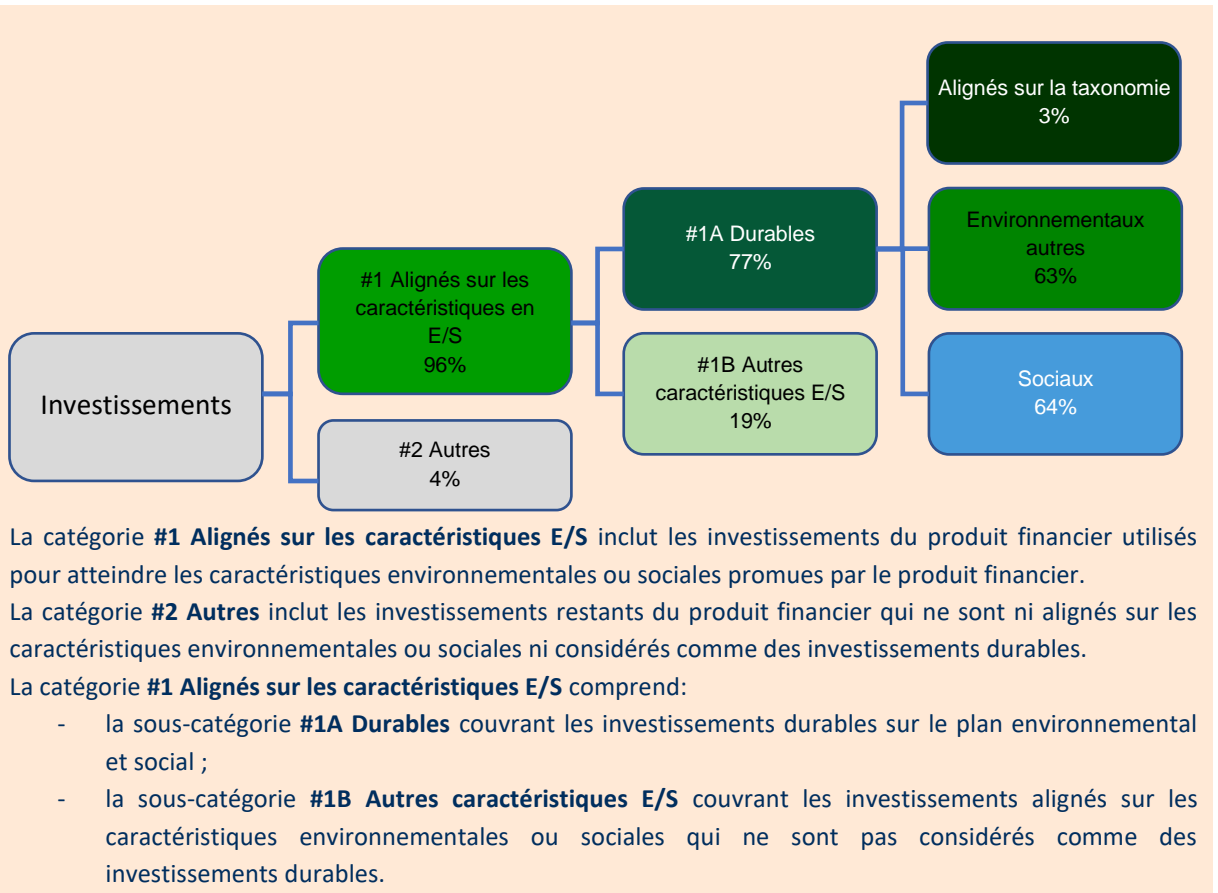 Alignés sur la taxonomie
3%
#1A Durables
77%
Environnementaux
autres
63%
#1 Alignés sur les
caractéristiques en
E/S
96%
Investissements
#1B Autres
caractéristiques E/S
19%
Sociaux
64%
#2 Autres
4%
La catégorie #1 Alignés sur les caractéristiques E/S inclut les investissements du produit financier utilisés
pour atteindre les caractéristiques environnementales ou sociales promues par le produit financier.
La catégorie #2 Autres inclut les investissements restants du produit financier qui ne sont ni alignés sur les
caractéristiques environnementales ou sociales ni considérés comme des investissements durables.
La catégorie #1 Alignés sur les caractéristiques E/S comprend:
- la sous-catégorie #1A Durables couvrant les investissements durables sur le plan environnemental
et social ;
- la sous-catégorie #1B Autres caractéristiques E/S couvrant les investissements alignés sur les
caractéristiques environnementales ou sociales qui ne sont pas considérés comme des
investissements durables.